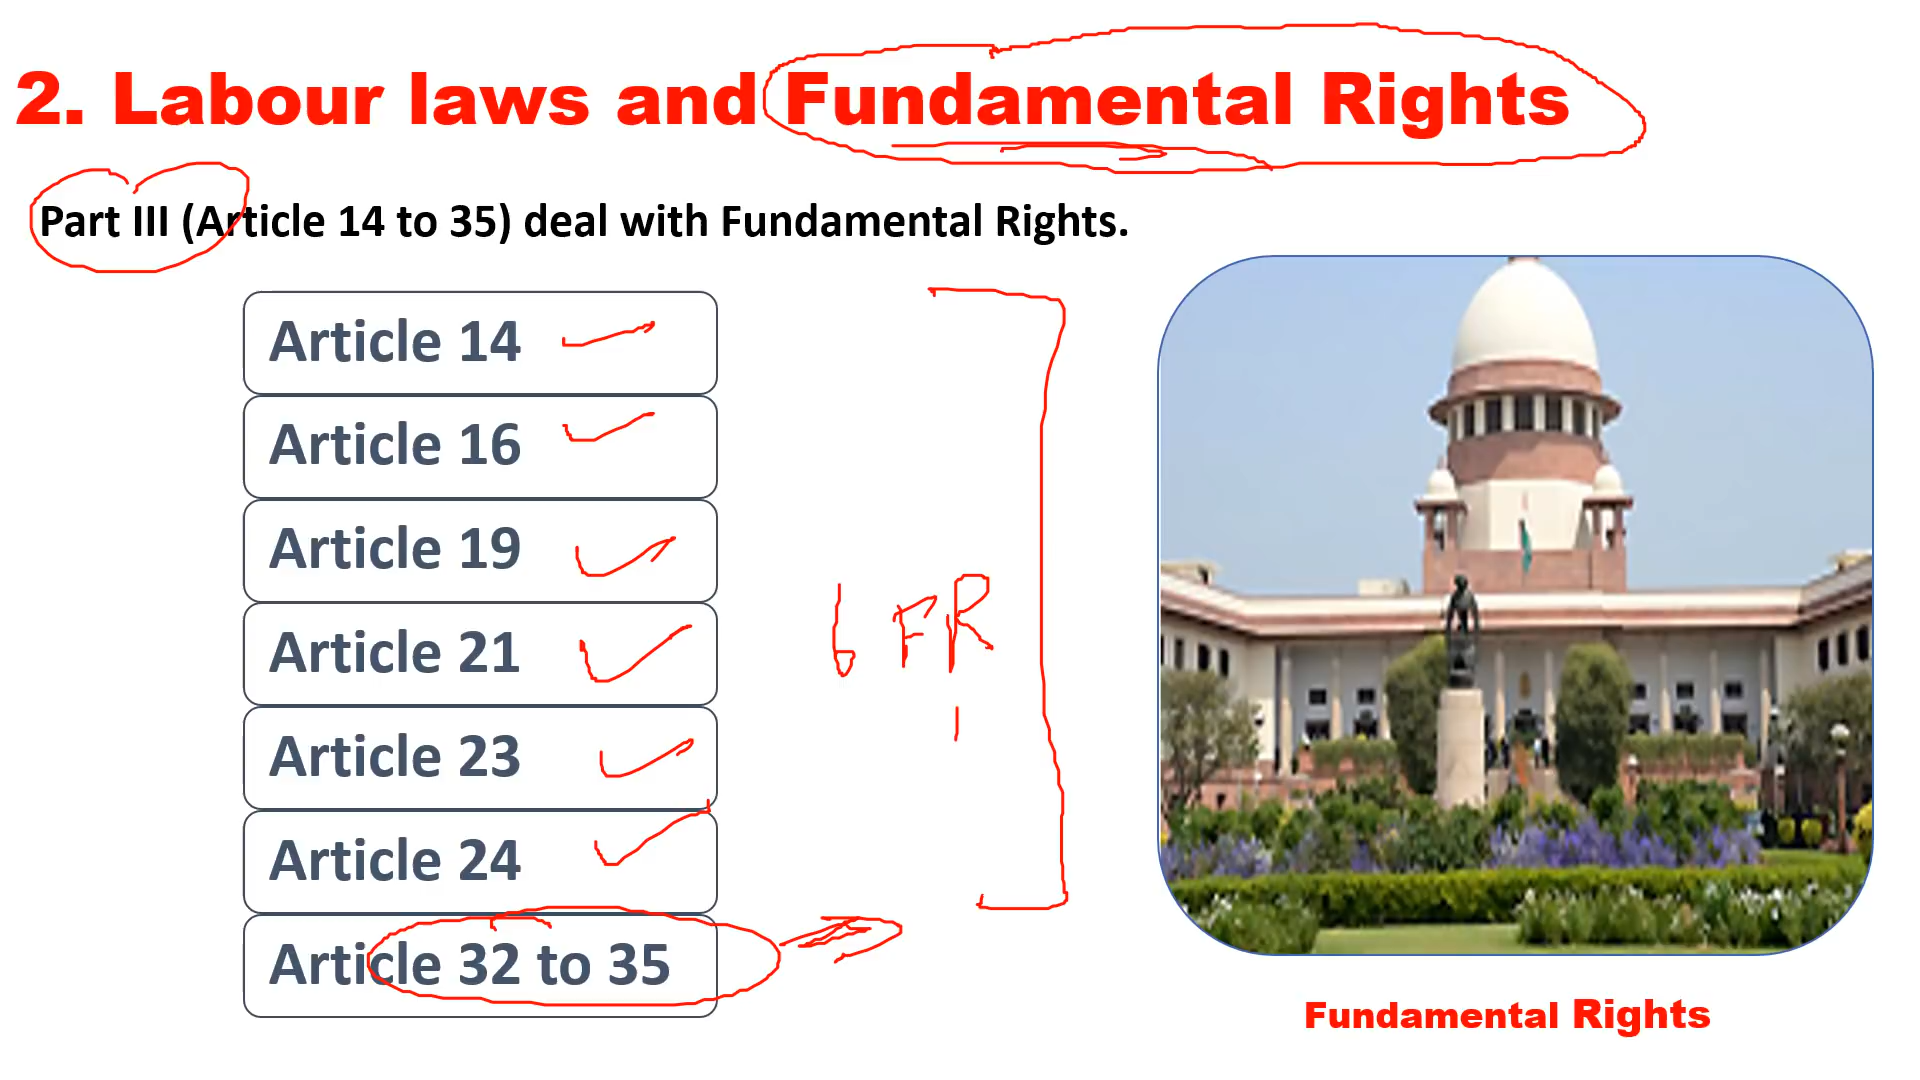 2. Labour laws and Fundamental Rights
Part III (Article 14 to 35) deal with Fundamental Rights.
Article 14
Article 16
Article 19
Article 21
Article 23
Article 24
Article 32 to 35
6 FR
Fundamental Rights